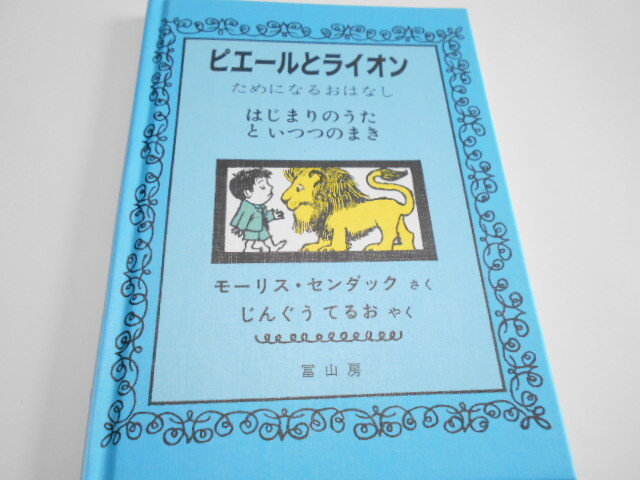 ピエールとライオン
ためになるおはなし
はじまりのうた
と いつつのまき
モーリス・センダック さく
じんぐう てるお やく
冨山房